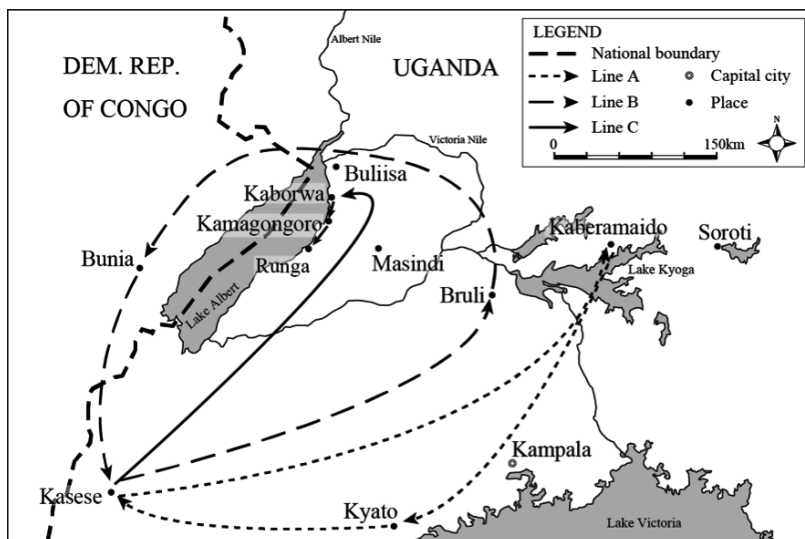 Albert Nile
DEM. REP.
OF CONGO
UGANDA
LEGEND
National boundary
Line A
Capital city
Line B
Place
Line C
0
150km
N
Victoria Nile
Buliisa
Kaborwa
Kamagongoro
Kaberamaido
Soroti
Bunia
Runga
Masindi
Lake Kyoga
Lake Albert
Bruli
Kampala
Kasese
Kyato
Lake Victoria